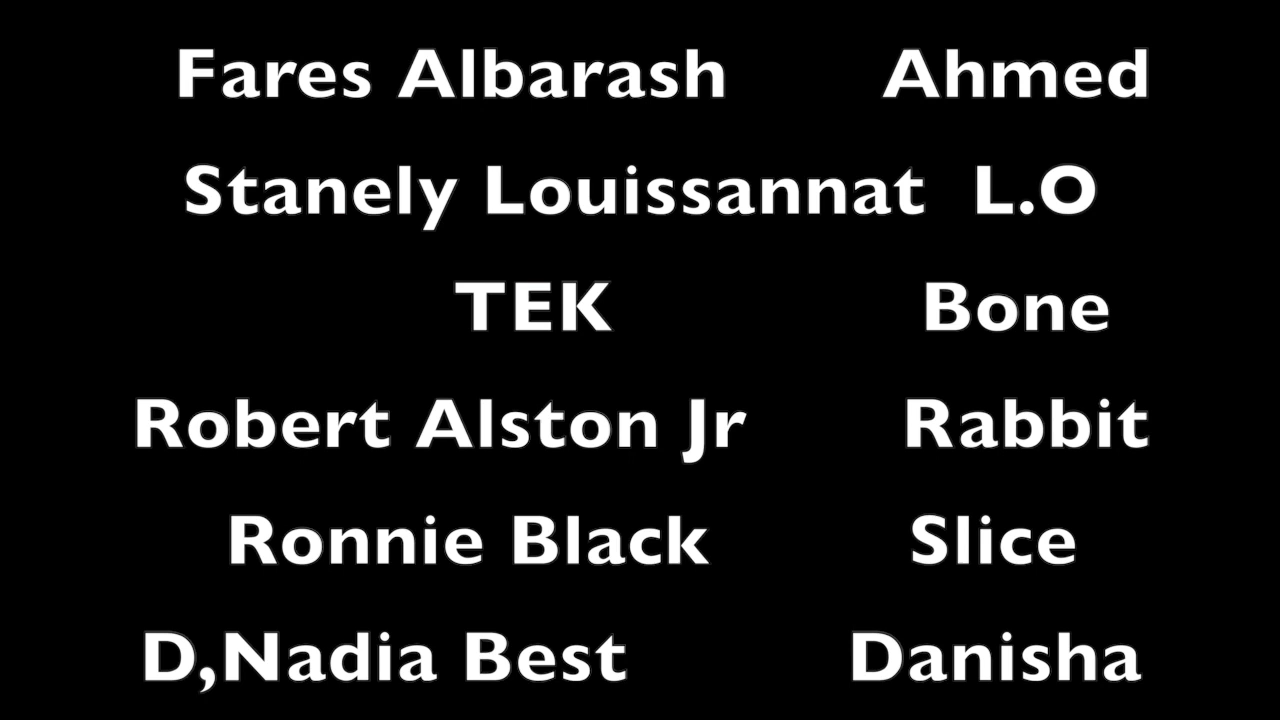 Fares Albarash Ahmed
Stanely Louissannat L.O
TEK Bone
Robert Alston Jr Rabbit
Ronnie Black Slice
D,Nadia Best Danisha